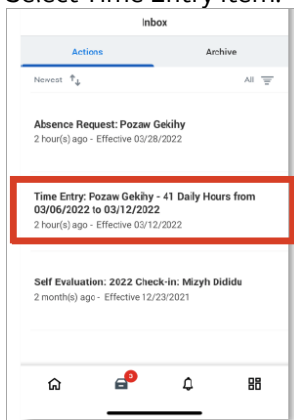 Select Time Entry item.
Inbox
Actions Archive
Newest All
Absence Request: Pozaw Gekihy
2 hour(s) ago - Effective 03/28/2022
Time Entry: Pozaw Gekihy - 41 Daily Hours from
03/06/2022 to 03/12/2022
2 hour(s) ago - Effective 03/12/2022
Self Evaluation: 2022 Check-in: Mizyh Dididu
2 month(s) ago - Effective 12/23/2021
3